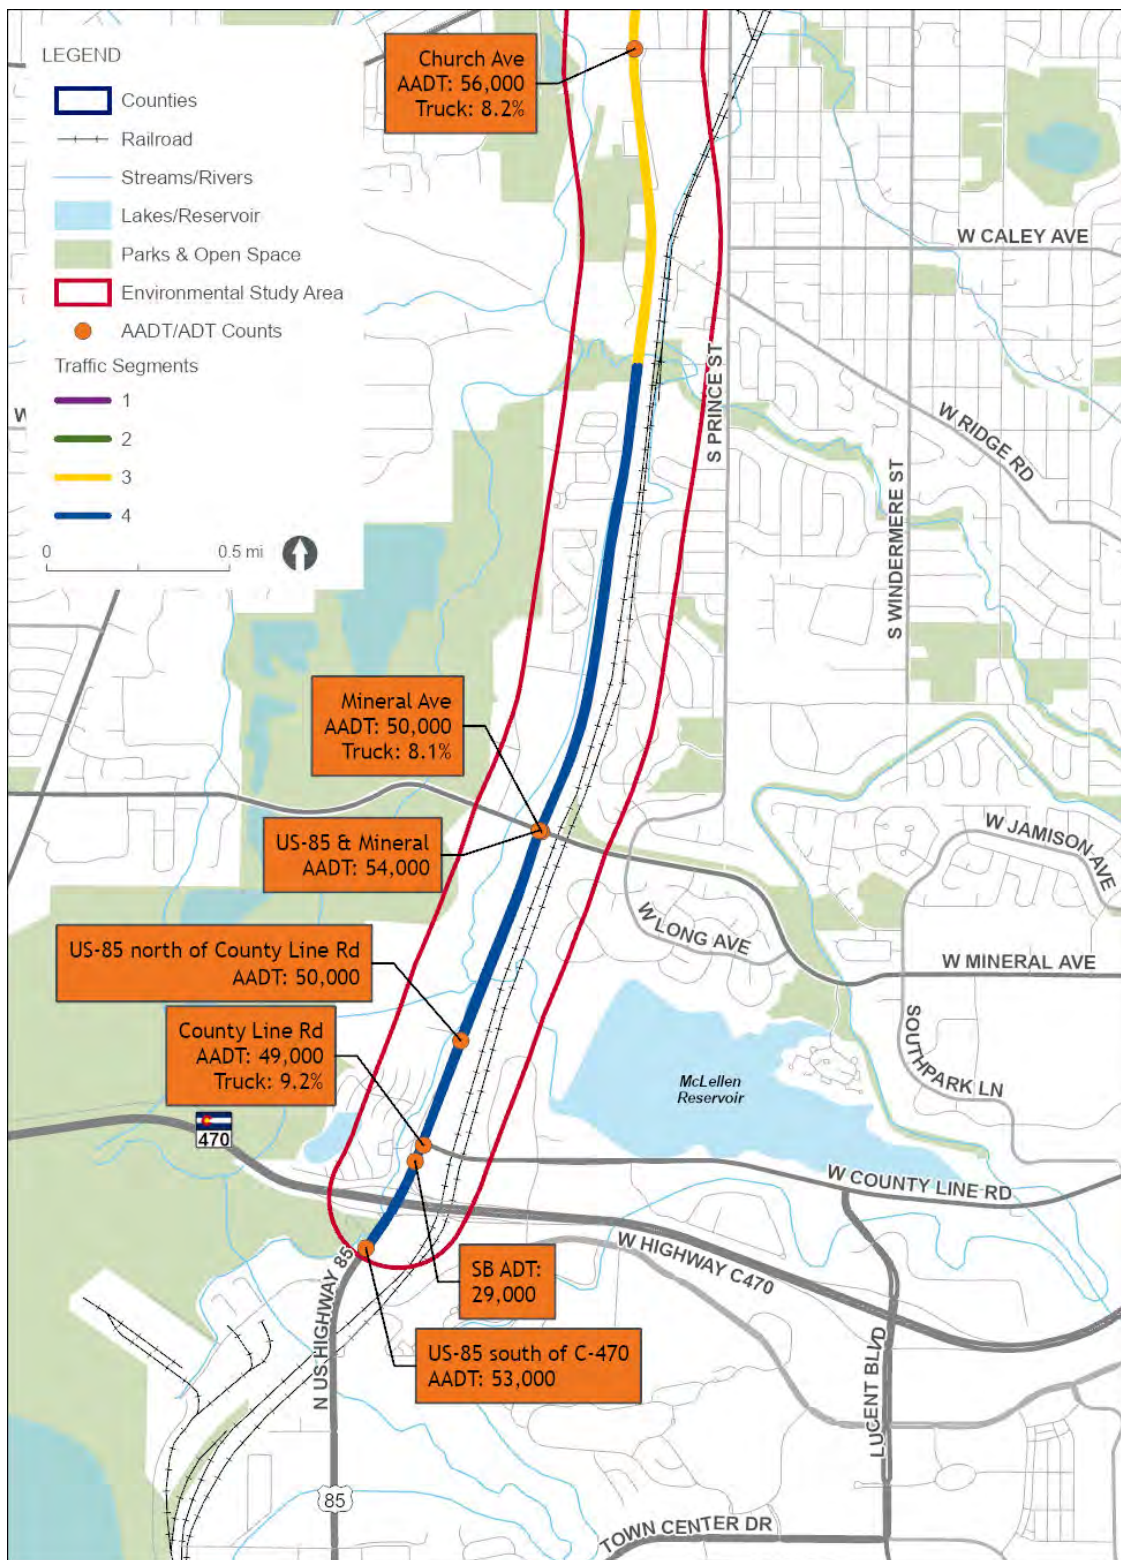 LEGEND
Counties
Railroad
Streams/Rivers
Lakes/Reservoir
Parks & Open Space
Environmental Study Area
AADT/ADT Counts
Traffic Segments
1
2
3
4
0 0.5 mi
W
Church Ave
AADT: 56,000
Truck: 8.2%
W CALEY AVE
S PRINCE ST
W RIDGE RD
S WINDERMERE ST
Mineral Ave
AADT: 50,000
Truck: 8.1%
US-85 & Mineral
AADT: 54,000
W JAMISON AVE
W LONG AVE
W MINERAL AVE
US-85 north of County Line Rd
AADT: 50,000
County Line Rd
AADT: 49,000
Truck: 9.2%
SOUTHPARK LN
McLellen
Reservoir
470
W COUNTY LINE RD
W HIGHWAY C470
N US HIGHWAY 85
SB ADT:
29,000
US-85 south of C-470
AADT: 53,000
LUCENT BLVD
85
TOWN CENTER DR